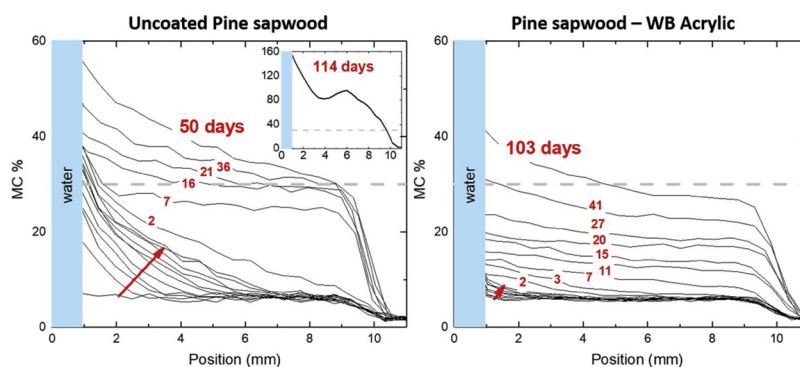 Uncoated Pine sapwood
60
40
20
0
MC %
water
50 days
36
21
16
7
2
160
120
80
40
0
114 days
0 2 4 6 8 10
0 2 4 6 8 10
Position (mm)
Pine sapwood – WB Acrylic
60
40
20
0
MC %
water
103 days
41
27
20
15
11
7
3
2
0 2 4 6 8 10
Position (mm)